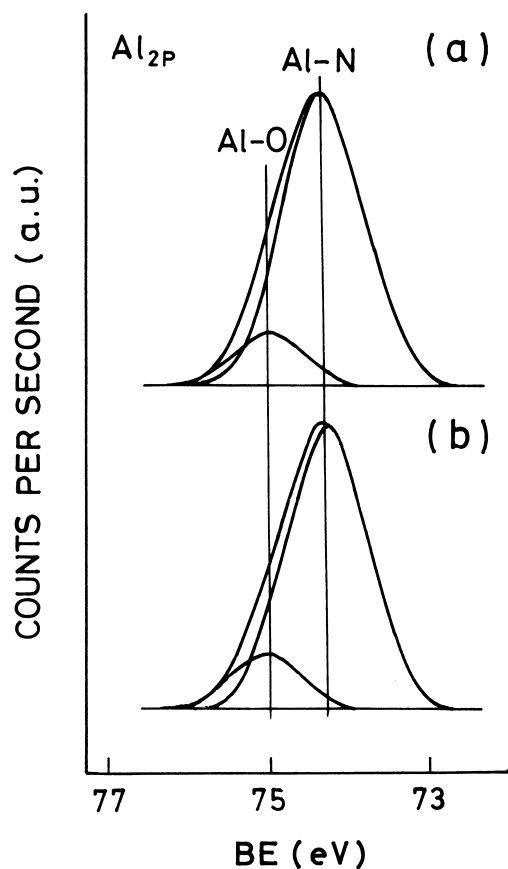 Al2P
Al-N
(a)
Al-O
(b)
COUNTS PER SECOND (a.u.)
77 75 73
BE (eV)